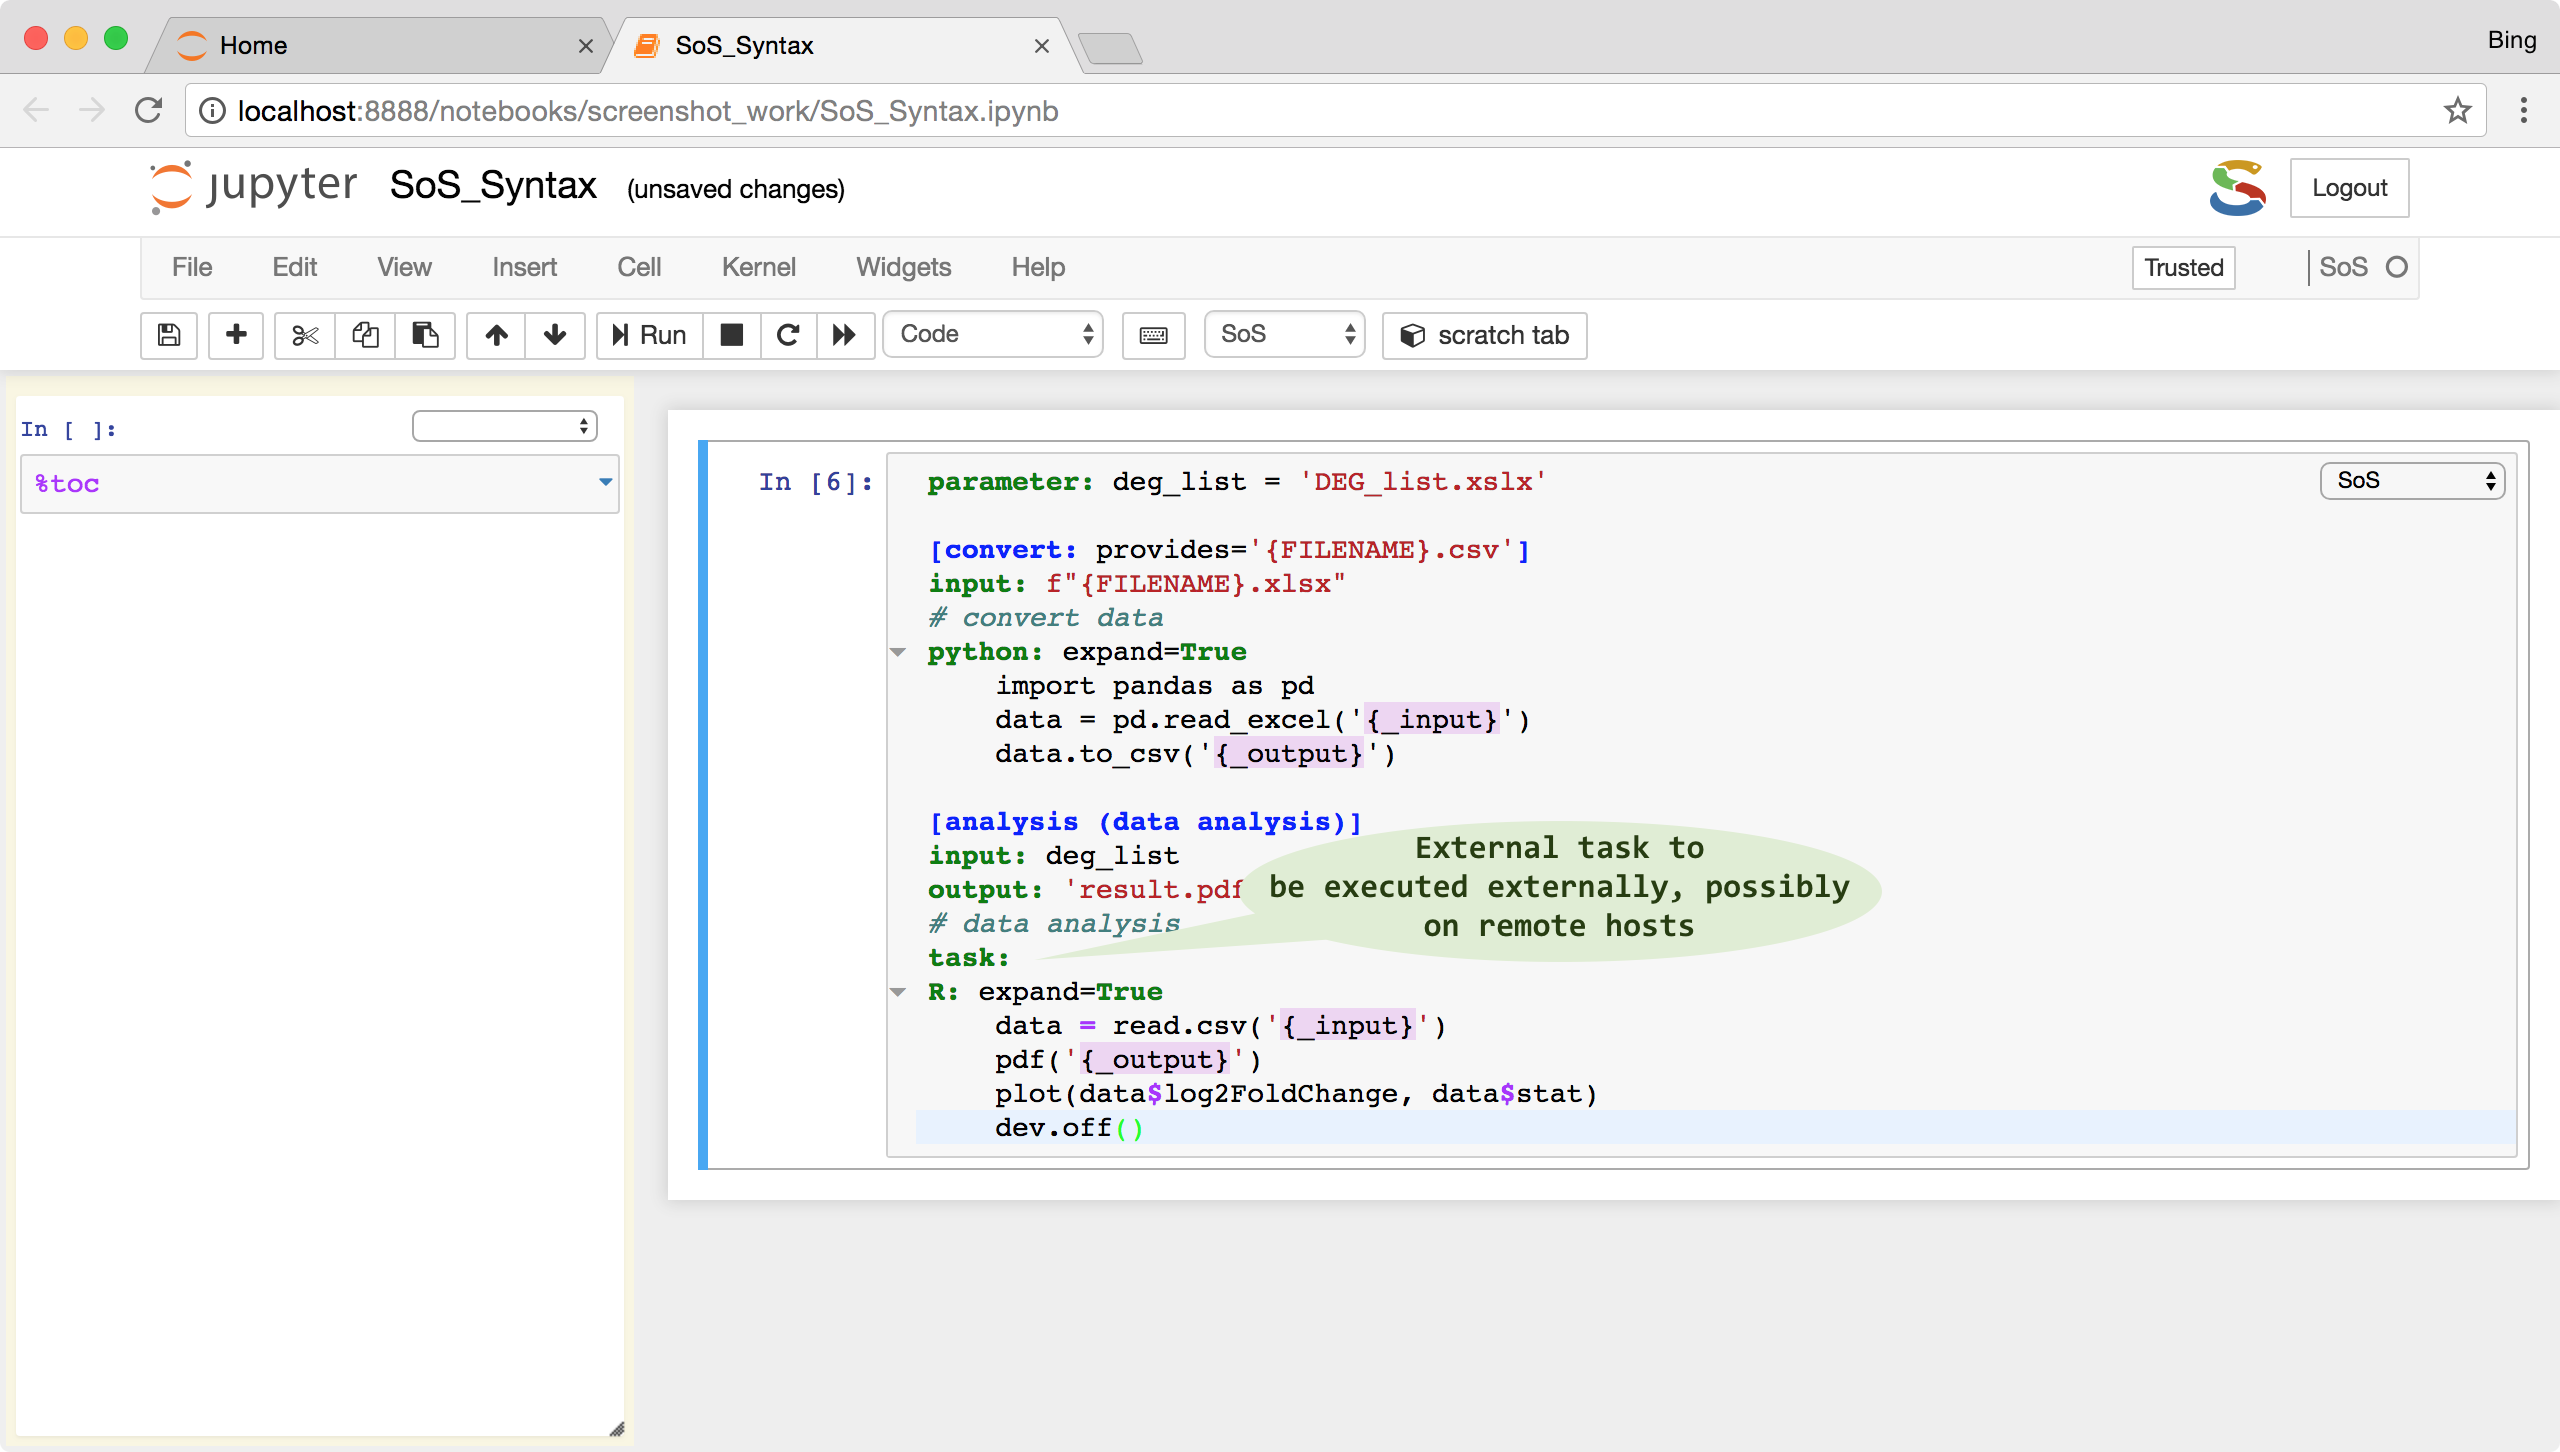 Home
SoS_Syntax
Bing
localhost:8888/notebooks/screenshot_work/SoS_Syntax.ipynb
jupyter SoS_Syntax (unsaved changes)
Logout
File Edit View Insert Cell Kernel Widgets Help
Trusted
SoS
Run
Code
SoS
scratch tab
In [ ]:
%toc
In [6]:
SoS
parameter: deg_list = 'DEG_list.xslx'
[convert: provides='{FILENAME}.csv']
input: f"{FILENAME}.xlsx"
# convert data
python: expand=True
import pandas as pd
data = pd.read_excel('{_input}')
data.to_csv('{_output}')
[analysis (data analysis)]
input: deg_list
output: 'result.pdf
# data analysis
task:
External task to
be executed externally, possibly
on remote hosts
R: expand=True
data = read.csv('{_input}')
pdf('{_output}')
plot(data$log2FoldChange, data$stat)
dev.off()